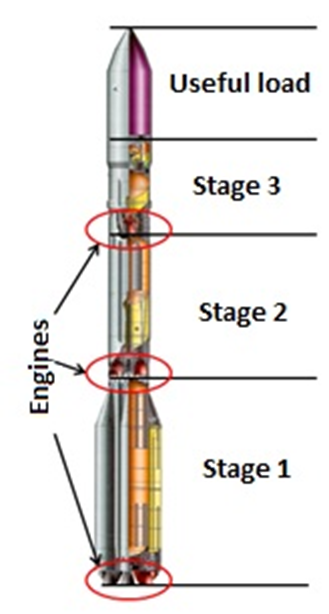 Useful load
Stage 3
Stage 2
Engines
Stage 1